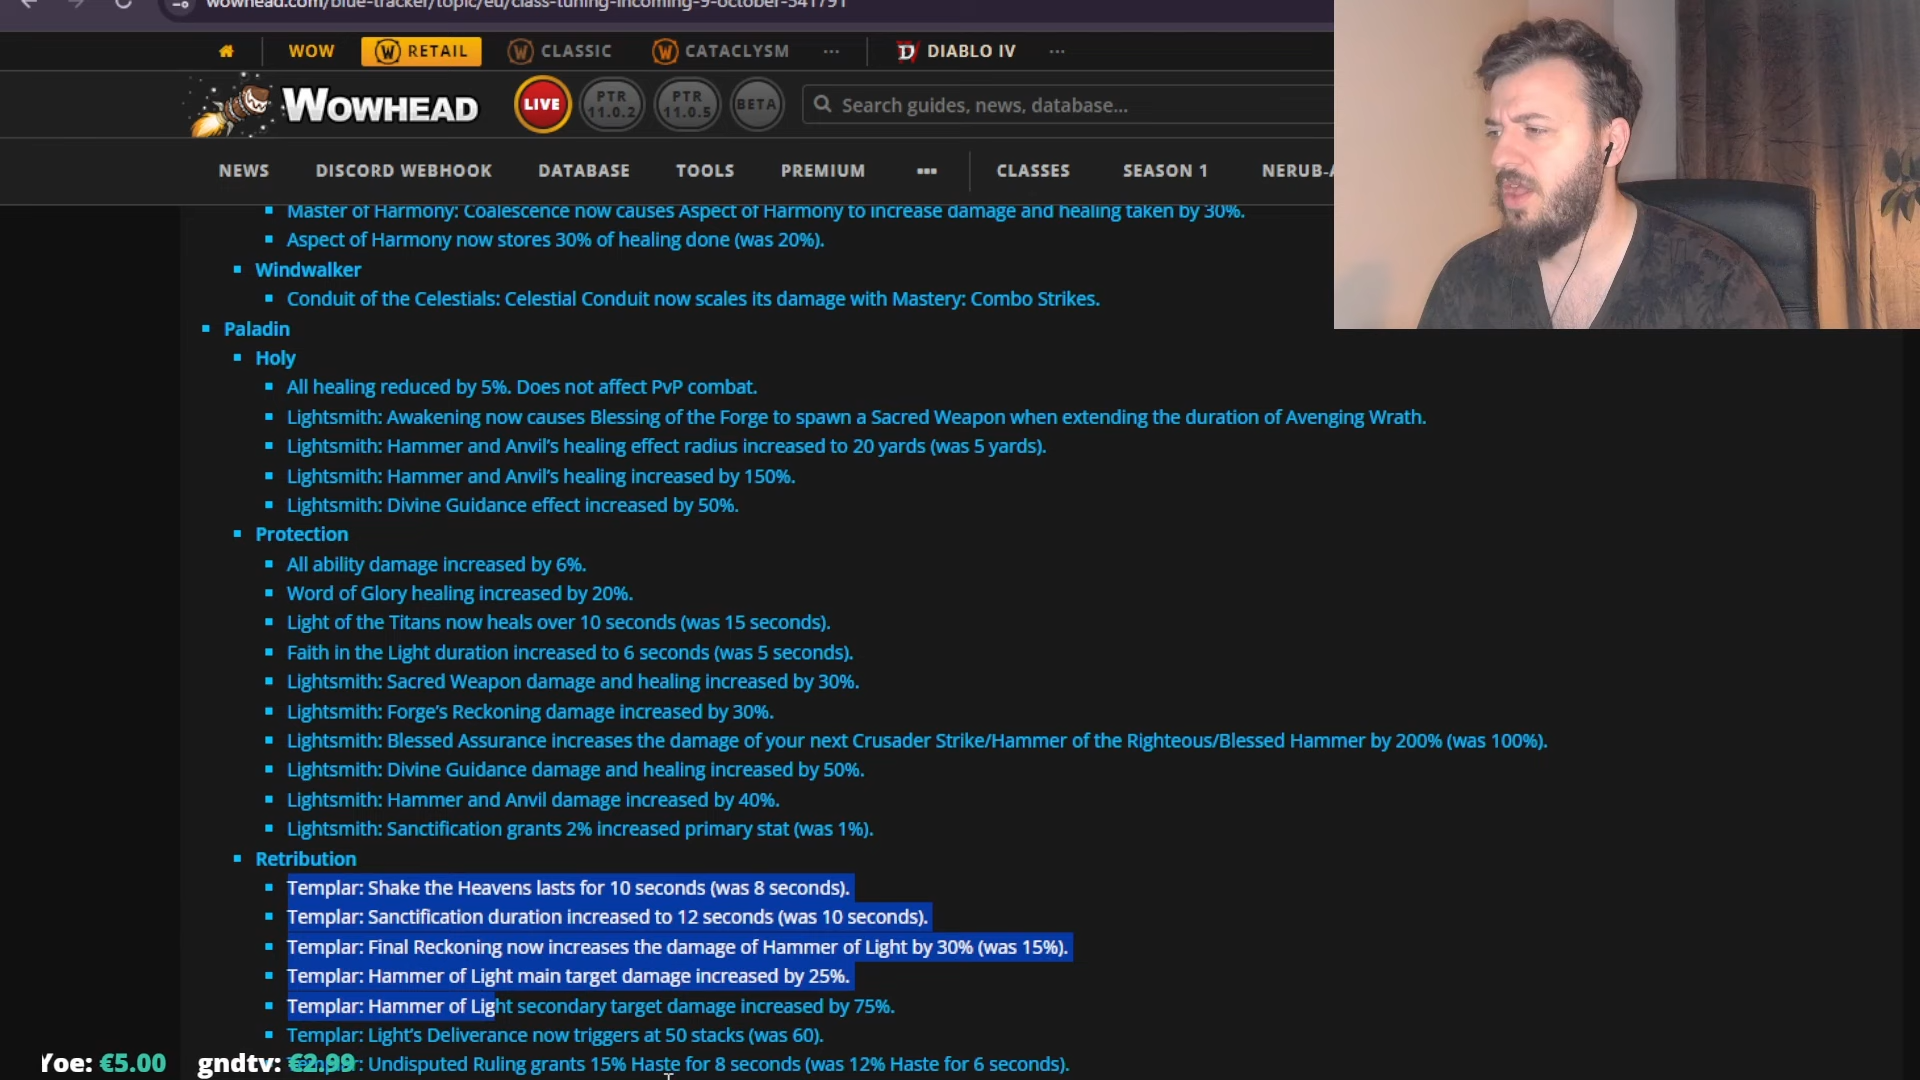 wowhead.com/blue-tracker/topic/eu/class-tuning-incoming-9-october-541791
WOW
RETAIL
CLASSIC
CATACLYSM
···
DIABLO IV
···
WOWHEAD
LIVE
PTR 11.0.2
PTR 11.0.5
BETA
Search guides, news, database...
NEWS
DISCORD WEBHOOK
DATABASE
TOOLS
PREMIUM
···
CLASSES
SEASON 1
NERUB-A
Master of Harmony: Coalescence now causes Aspect of Harmony to increase damage and healing taken by 30%.
Aspect of Harmony now stores 30% of healing done (was 20%).
Windwalker
Conduit of the Celestials: Celestial Conduit now scales its damage with Mastery: Combo Strikes.
Paladin
Holy
All healing reduced by 5%. Does not affect PvP combat.
Lightsmith: Awakening now causes Blessing of the Forge to spawn a Sacred Weapon when extending the duration of Avenging Wrath.
Lightsmith: Hammer and Anvil's healing effect radius increased to 20 yards (was 5 yards).
Lightsmith: Hammer and Anvil's healing increased by 150%.
Lightsmith: Divine Guidance effect increased by 50%.
Protection
All ability damage increased by 6%.
Word of Glory healing increased by 20%.
Light of the Titans now heals over 10 seconds (was 15 seconds).
Faith in the Light duration increased to 6 seconds (was 5 seconds).
Lightsmith: Sacred Weapon damage and healing increased by 30%.
Lightsmith: Forge's Reckoning damage increased by 30%.
Lightsmith: Blessed Assurance increases the damage of your next Crusader Strike/Hammer of the Righteous/Blessed Hammer by 200% (was 100%).
Lightsmith: Divine Guidance damage and healing increased by 50%.
Lightsmith: Hammer and Anvil damage increased by 40%.
Lightsmith: Sanctification grants 2% increased primary stat (was 1%).
Retribution
Templar: Shake the Heavens lasts for 10 seconds (was 8 seconds).
Templar: Sanctification duration increased to 12 seconds (was 10 seconds).
Templar: Final Reckoning now increases the damage of Hammer of Light by 30% (was 15%).
Templar: Hammer of Light main target damage increased by 25%.
Templar: Hammer of Light secondary target damage increased by 75%.
Templar: Light's Deliverance now triggers at 50 stacks (was 60).
Templar: Undisputed Ruling grants 15% Haste for 8 seconds (was 12% Haste for 6 seconds).
Yoe: €5.00 gndtv: €2.99